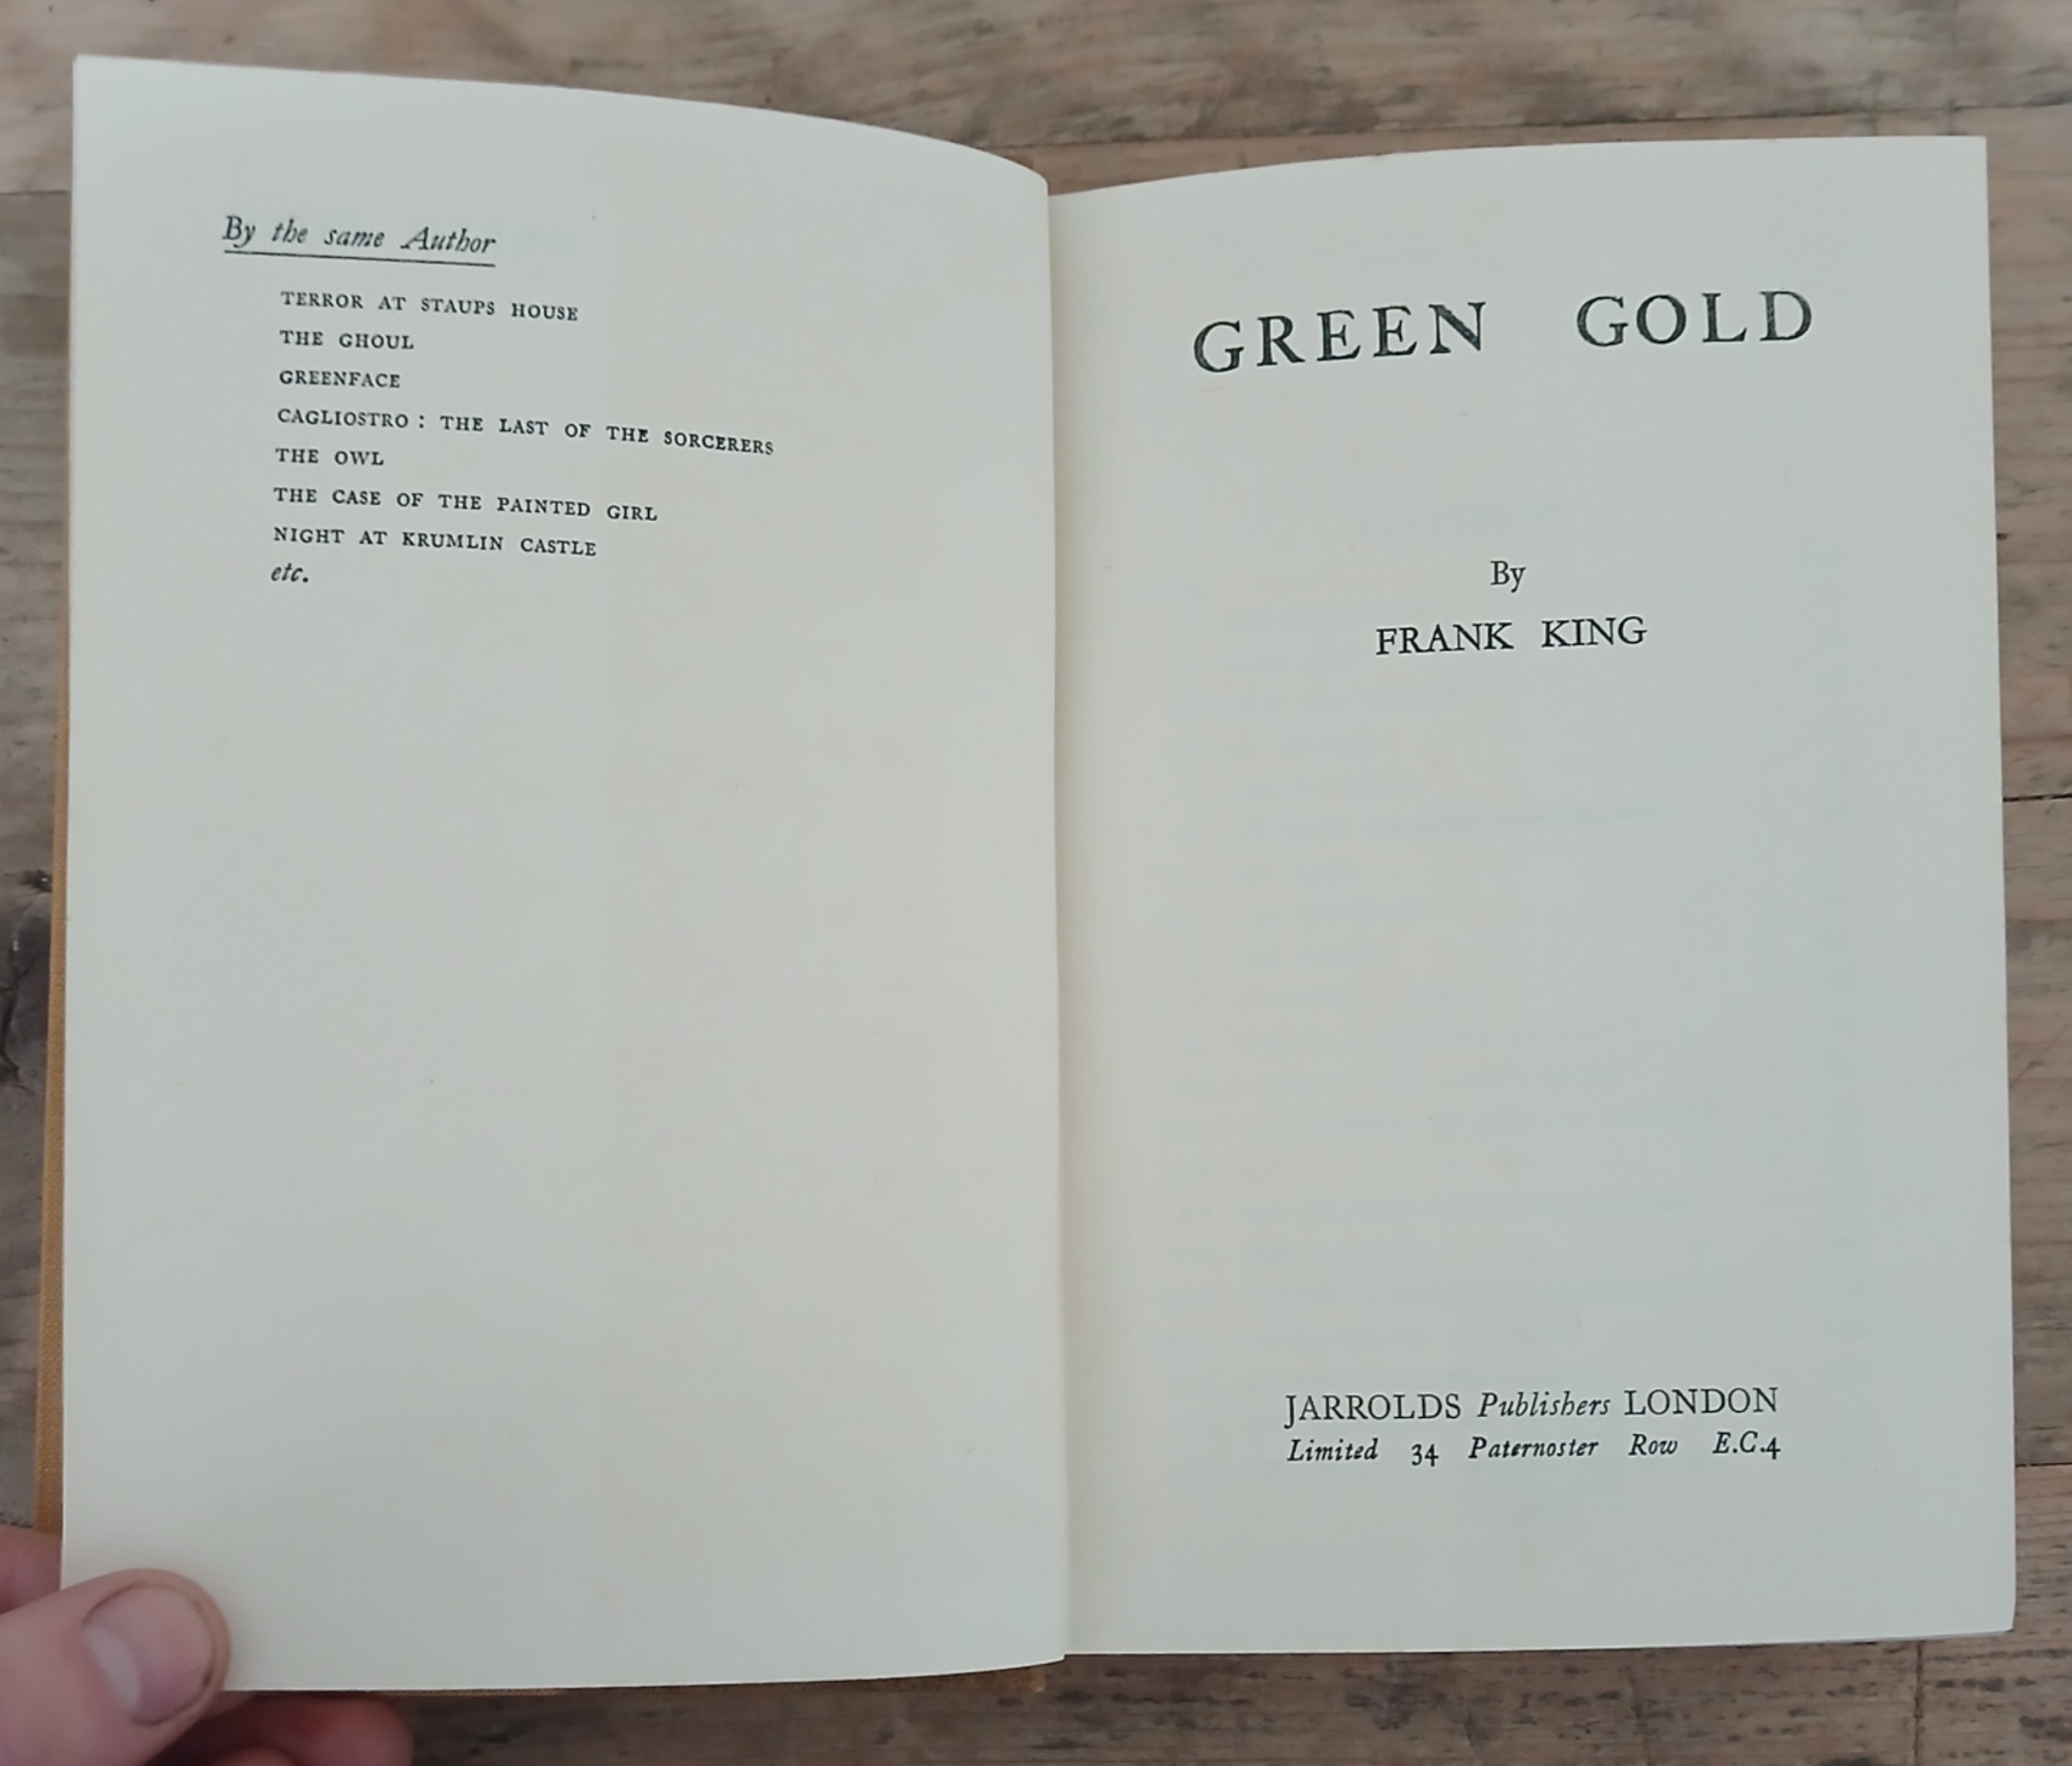 By the same Author
TERROR AT STAUPS HOUSE
THE GHOUL
GREENFACE
CAGLIOSTRO : THE LAST OF THE SORCERERS
THE OWL
THE CASE OF THE PAINTED GIRL
NIGHT AT KRUMLIN CASTLE
etc.
GREEN GOLD
By
FRANK KING
JARROLDS Publishers LONDON
Limited 34 Paternoster Row E.C.4